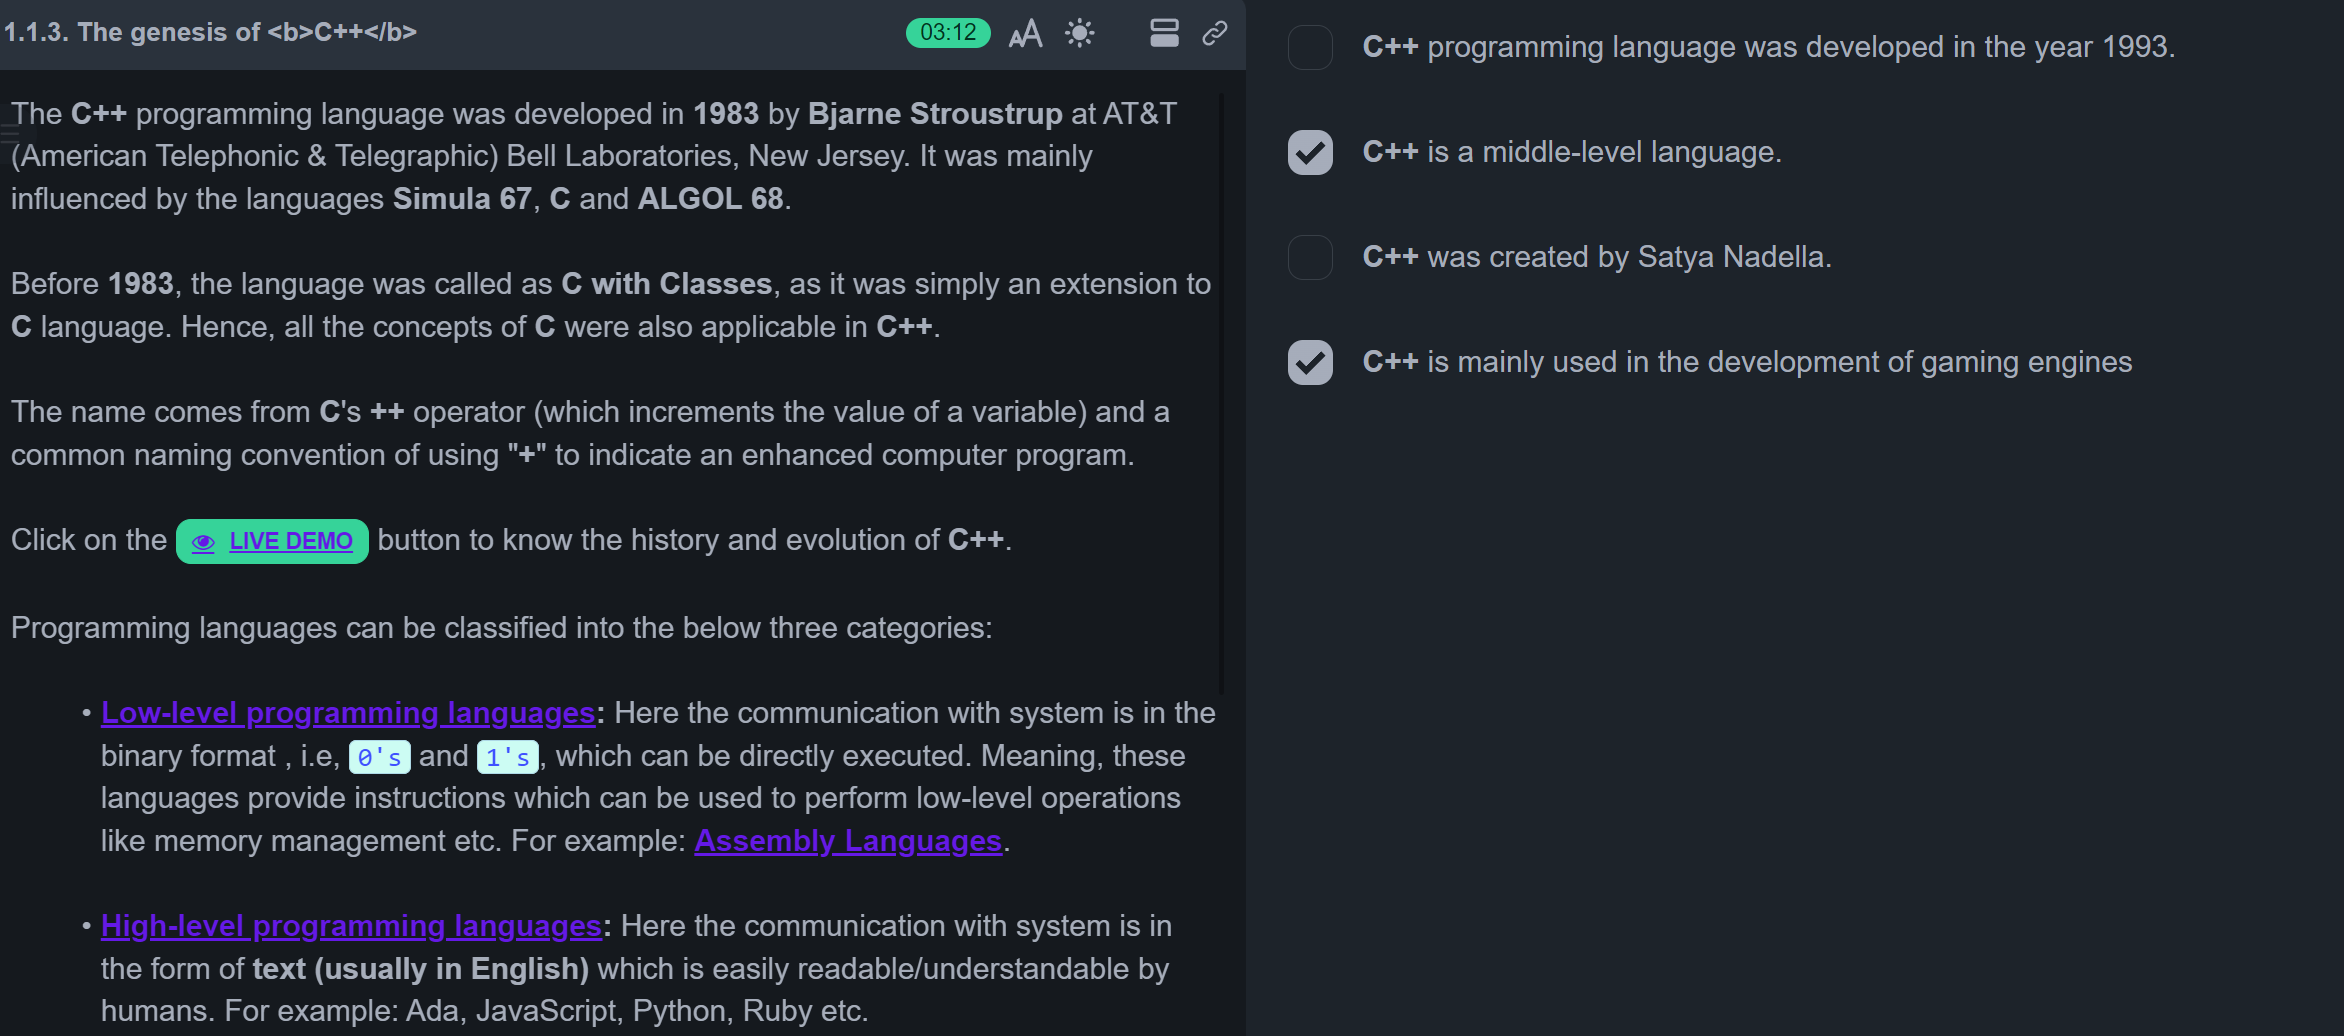 1.1.3. The genesis of <b>C++</b>
03:12
The C++ programming language was developed in 1983 by Bjarne Stroustrup at AT&T
(American Telephonic & Telegraphic) Bell Laboratories, New Jersey. It was mainly
influenced by the languages Simula 67, C and ALGOL 68.
Before 1983, the language was called as C with Classes, as it was simply an extension to
C language. Hence, all the concepts of C were also applicable in C++.
The name comes from C's ++ operator (which increments the value of a variable) and a
common naming convention of using "+" to indicate an enhanced computer program.
Click on the LIVE DEMO button to know the history and evolution of C++.
Programming languages can be classified into the below three categories:
• Low-level programming languages: Here the communication with system is in the
binary format , i.e, 0's and 1's, which can be directly executed. Meaning, these
languages provide instructions which can be used to perform low-level operations
like memory management etc. For example: Assembly Languages.
• High-level programming languages: Here the communication with system is in
the form of text (usually in English) which is easily readable/understandable by
humans. For example: Ada, JavaScript, Python, Ruby etc.
C++ programming language was developed in the year 1993.
C++ is a middle-level language.
C++ was created by Satya Nadella.
C++ is mainly used in the development of gaming engines